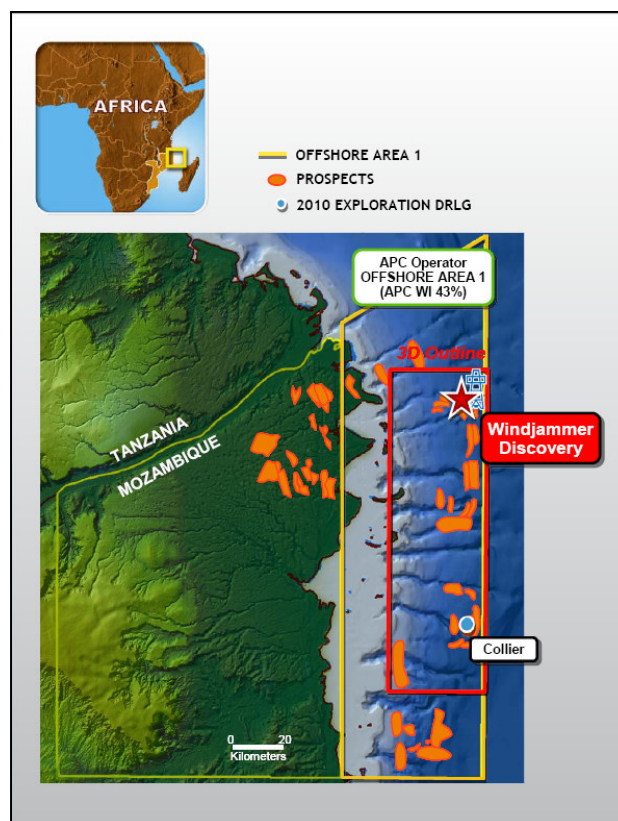 AFRICA
OFFSHORE AREA 1
PROSPECTS
2010 EXPLORATION DRLG
APC Operator
OFFSHORE AREA 1
(APC WI 43%)
3D Outline
Windjammer
Discovery
TANZANIA
MOZAMBIQUE
Collier
0 20
Kilometers